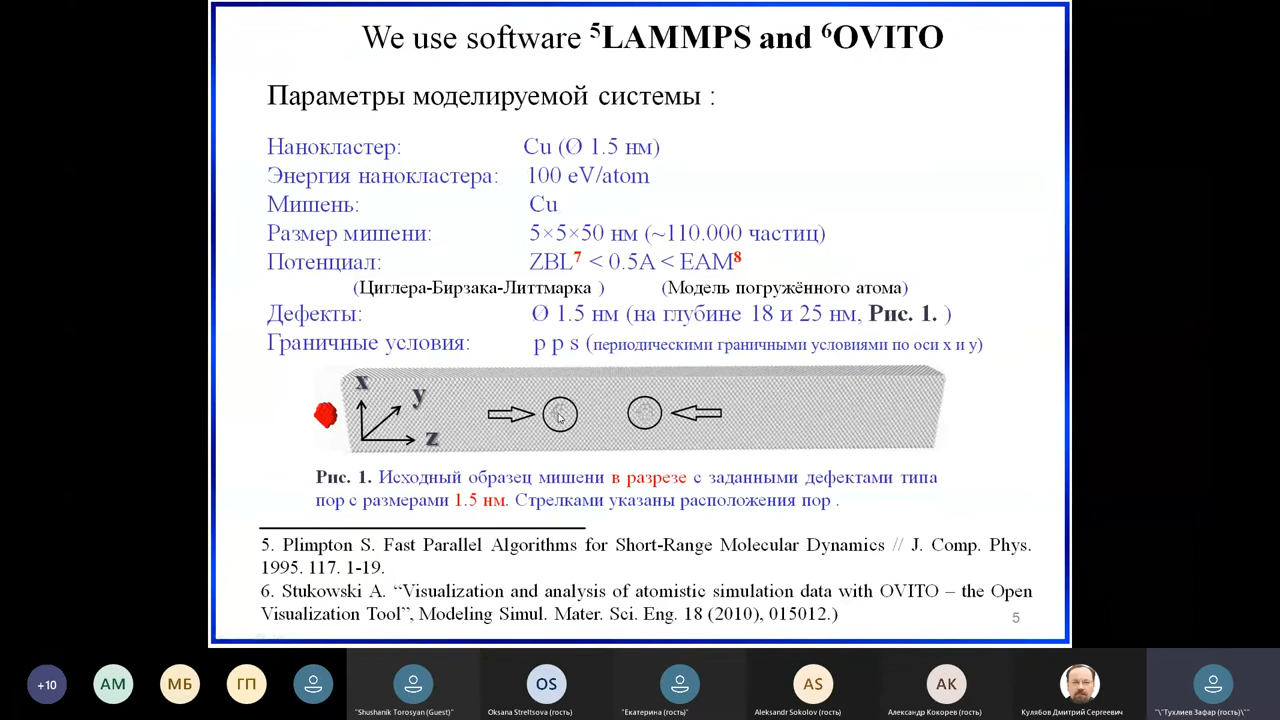 We use software ⁵LAMMPS and ⁶OVITO
Параметры моделируемой системы :
Нанокластер: Cu (Ø 1.5 нм)
Энергия нанокластера: 100 eV/atom
Мишень: Cu
Размер мишени: 5×5×50 нм (~110.000 частиц)
Потенциал: ZBL⁷ < 0.5A < EAM⁸
(Циглера-Бирзака-Литтмарка ) (Модель погружённого атома)
Дефекты: Ø 1.5 нм (на глубине 18 и 25 нм, Рис. 1. )
Граничные условия: p p s (периодическими граничными условиями по оси x и y)
x
y
z
Рис. 1. Исходный образец мишени в разрезе с заданными дефектами типа
пор с размерами 1.5 нм. Стрелками указаны расположения пор .
5. Plimpton S. Fast Parallel Algorithms for Short-Range Molecular Dynamics // J. Comp. Phys.
1995. 117. 1-19.
6. Stukowski A. “Visualization and analysis of atomistic simulation data with OVITO – the Open
Visualization Tool”, Modeling Simul. Mater. Sci. Eng. 18 (2010), 015012.)
5
+10
АМ
МБ
ГП
OS
AS
АК
"Shushanik Torosyan (Guest)"
Oksana Streltsova (гость)
"Екатерина (гость)"
Aleksandr Sokolov (гость)
Александр Кокорев (гость)
Кулябов Дмитрий Сергеевич
"\"Тухлиев Зафар (гость)\""